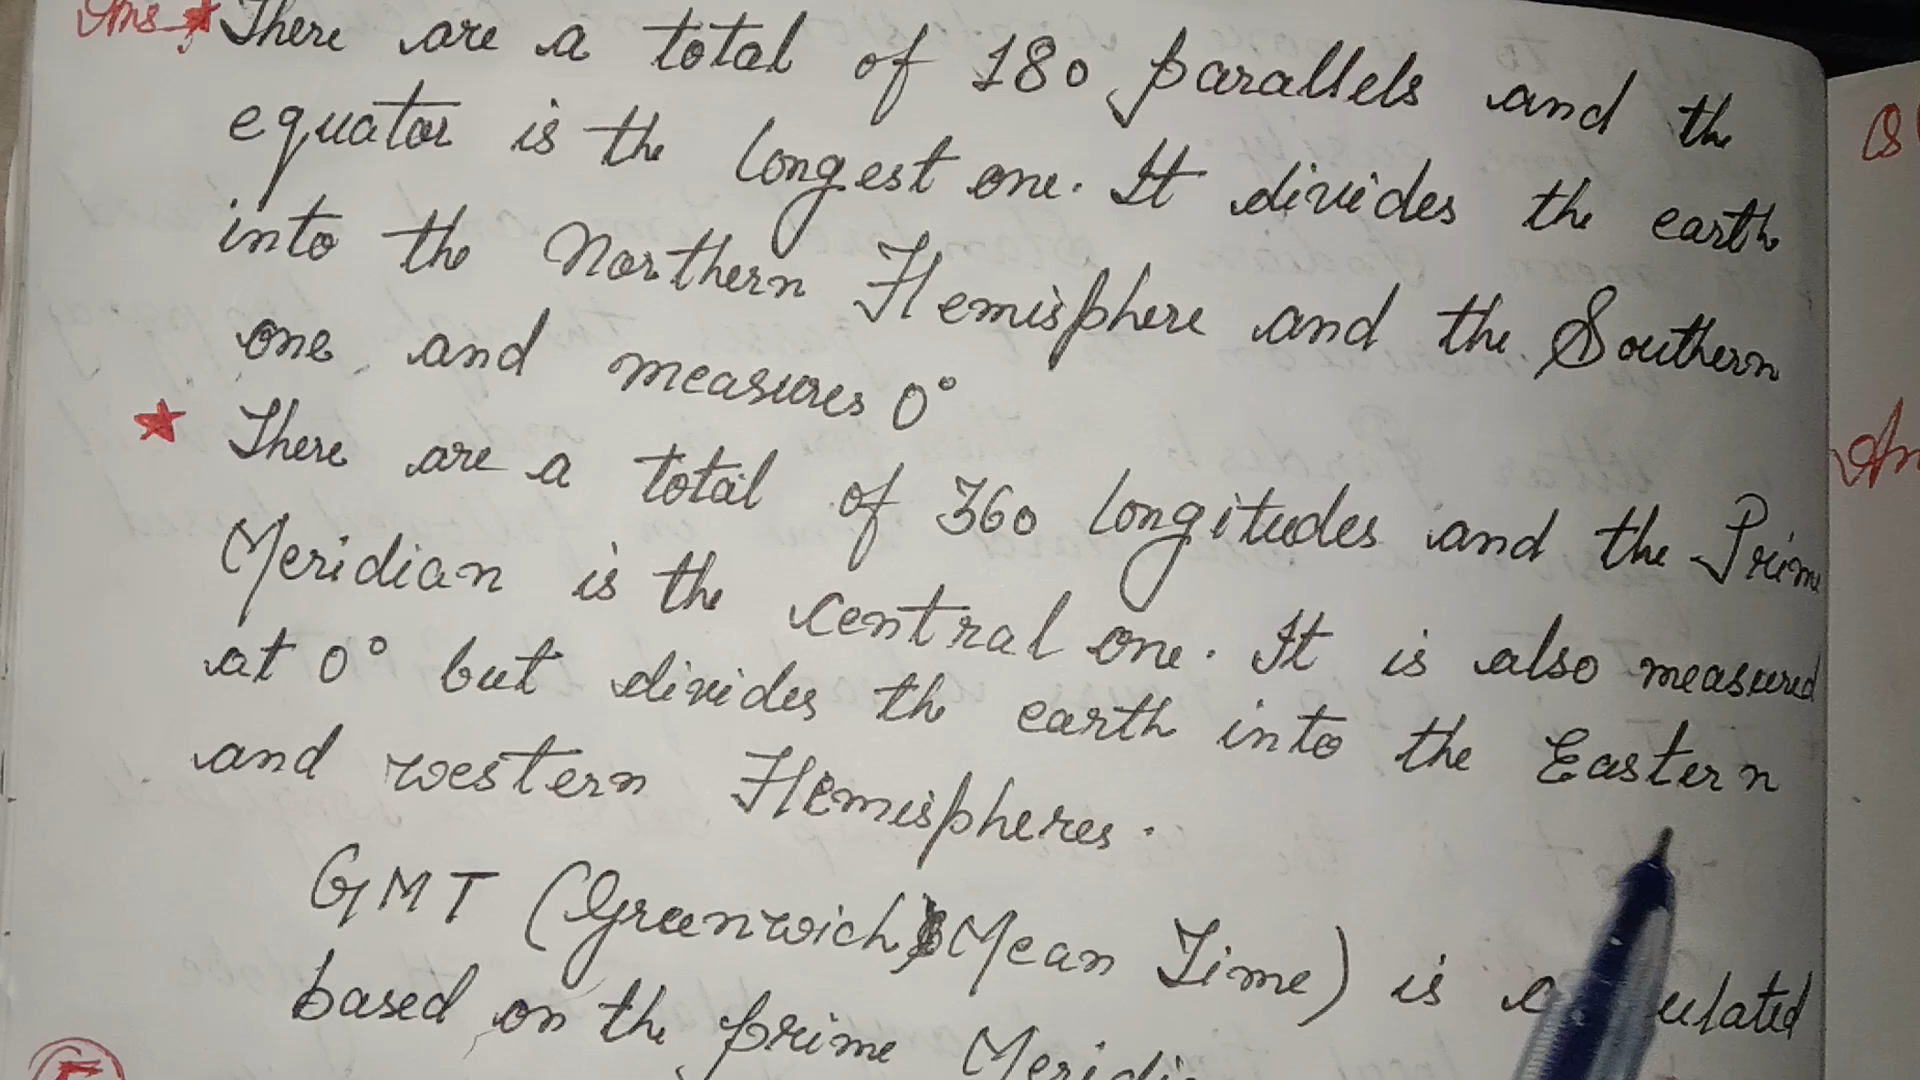 Ans ★ There are a total of 180 parallels and the
equator is the longest one. It divides the earth
into the Northern Hemisphere and the Southern
one and measures 0°
★ There are a total of 360 longitudes and the Prime
Meridian is the central one. It is also measured
at 0° but divides the earth into the Eastern
and western Hemispheres.
GMT (Greenwich Mean Time) is
based on the prime